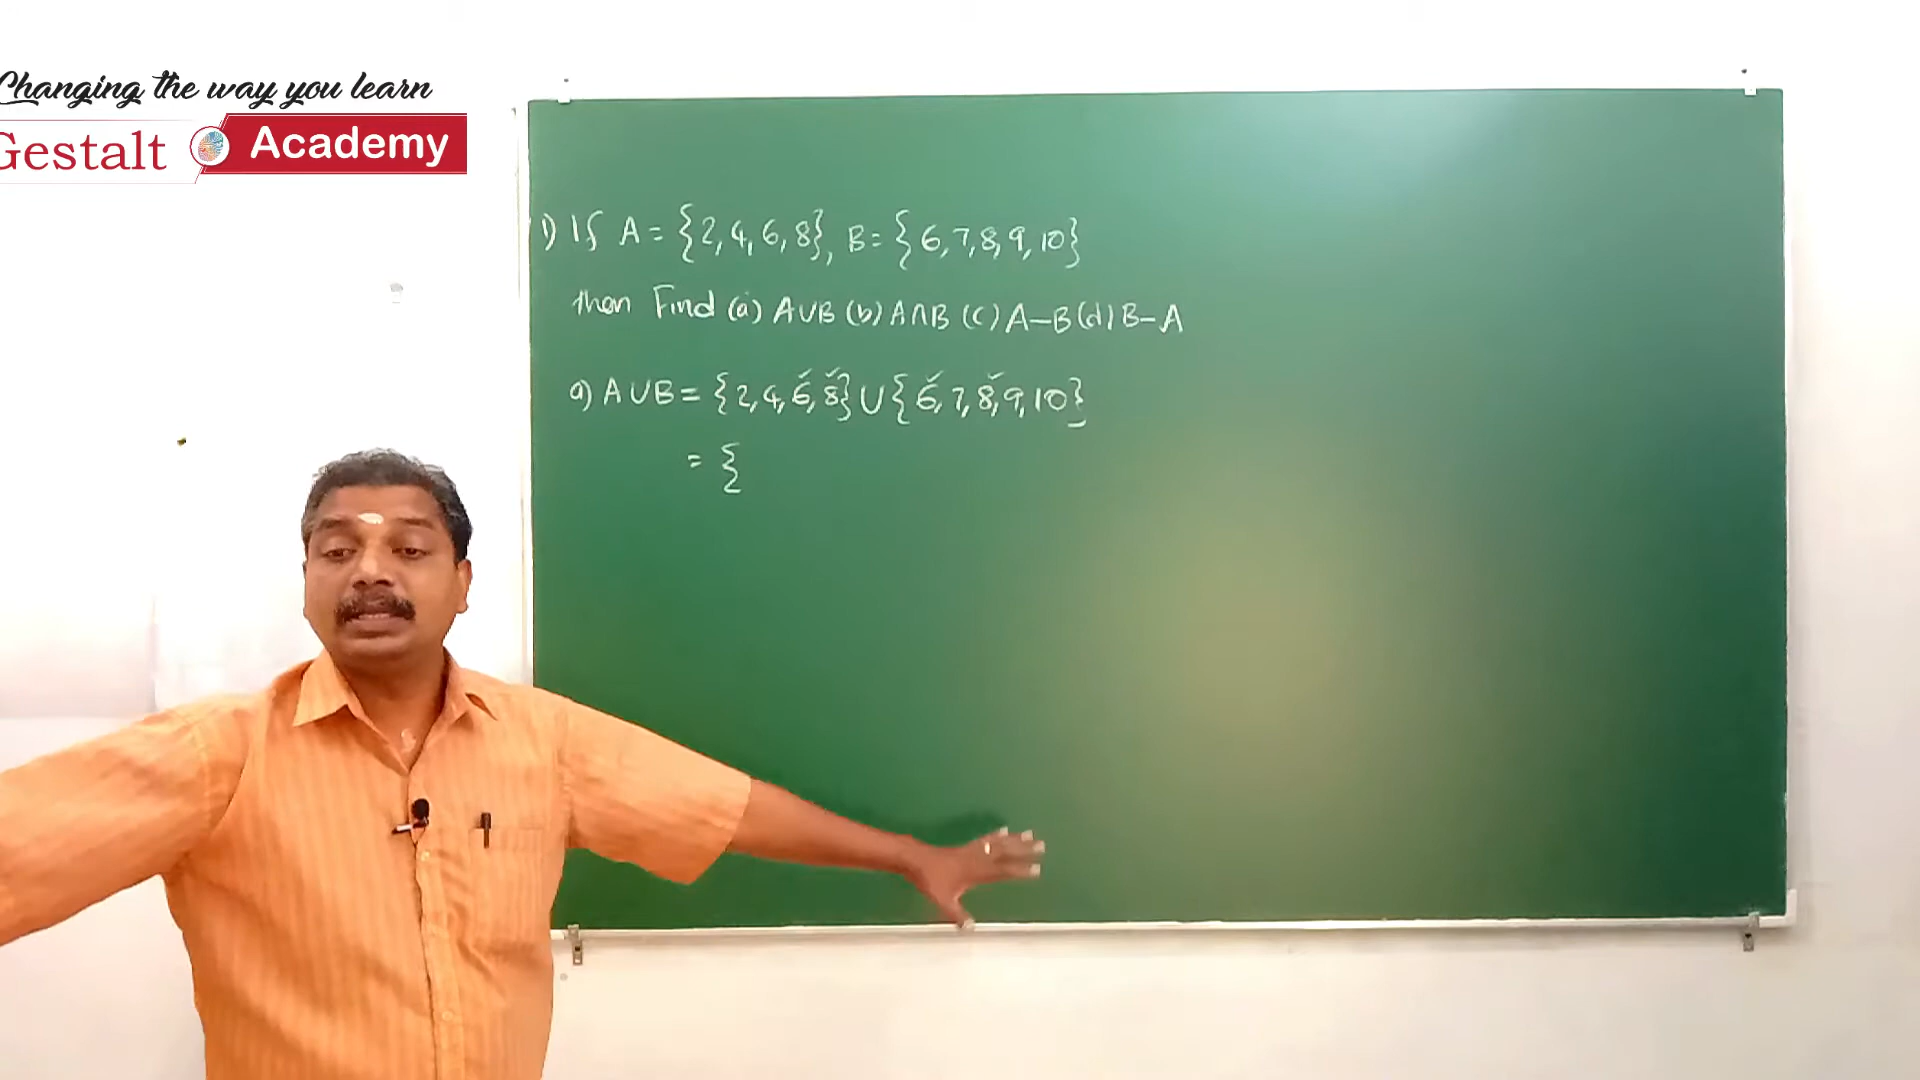 Changing the way you learn
Gestalt Academy
1) If A = {2, 4, 6, 8}, B = {6, 7, 8, 9, 10}
then Find (a) A∪B (b) A∩B (c) A–B (d) B–A
a) A∪B = {2, 4, 6, 8} ∪ {6, 7, 8, 9, 10}
= {